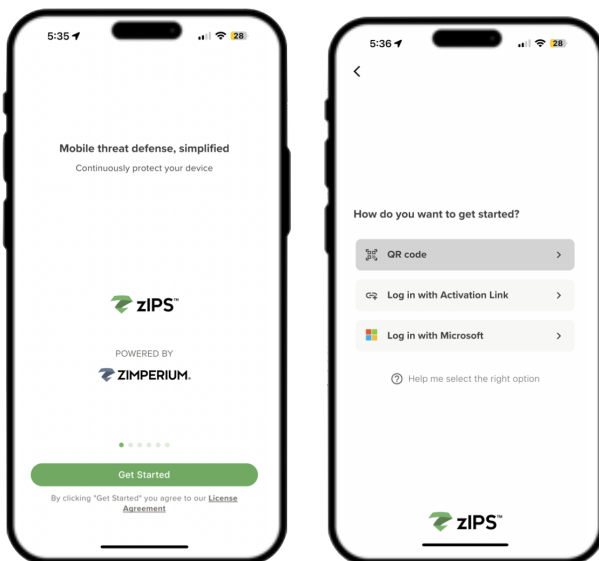 5:35
28
Mobile threat defense, simplified
Continuously protect your device
zIPS™
POWERED BY
ZIMPERIUM.
Get Started
By clicking "Get Started" you agree to our License
Agreement
5:36
28
How do you want to get started?
QR code
Log in with Activation Link
Log in with Microsoft
Help me select the right option
zIPS™